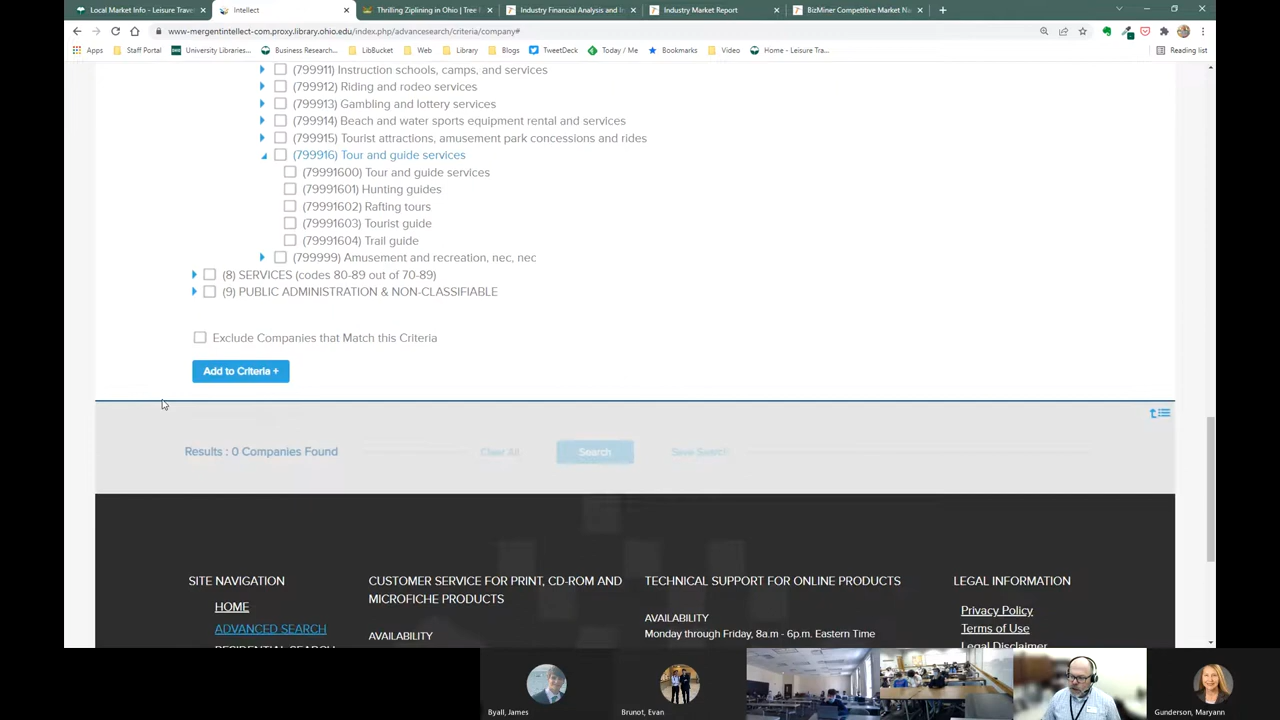 Local Market Info - Leisure Travel
Intellect
Thrilling Ziplining in Ohio | Tree F
Industry Financial Analysis and In
Industry Market Report
BizMiner Competitive Market Na
www-mergentintellect-com.proxy.library.ohio.edu/index.php/advancesearch/criteria/company#
Apps Staff Portal University Libraries... Business Research... LibBucket Web Library Blogs TweetDeck Today / Me Bookmarks Video Home - Leisure Tra... Reading list
(799911) Instruction schools, camps, and services
(799912) Riding and rodeo services
(799913) Gambling and lottery services
(799914) Beach and water sports equipment rental and services
(799915) Tourist attractions, amusement park concessions and rides
(799916) Tour and guide services
(79991600) Tour and guide services
(79991601) Hunting guides
(79991602) Rafting tours
(79991603) Tourist guide
(79991604) Trail guide
(799999) Amusement and recreation, nec, nec
(8) SERVICES (codes 80-89 out of 70-89)
(9) PUBLIC ADMINISTRATION & NON-CLASSIFIABLE
Exclude Companies that Match this Criteria
Add to Criteria +
Results : 0 Companies Found Clear All Search Save Search
SITE NAVIGATION
HOME
ADVANCED SEARCH
RESIDENTIAL SEARCH
CUSTOMER SERVICE FOR PRINT, CD-ROM AND
MICROFICHE PRODUCTS
AVAILABILITY
TECHNICAL SUPPORT FOR ONLINE PRODUCTS
AVAILABILITY
Monday through Friday, 8a.m - 6p.m. Eastern Time
LEGAL INFORMATION
Privacy Policy
Terms of Use
Legal Disclaimer
Byall, James
Brunot, Evan
Gunderson, Maryann